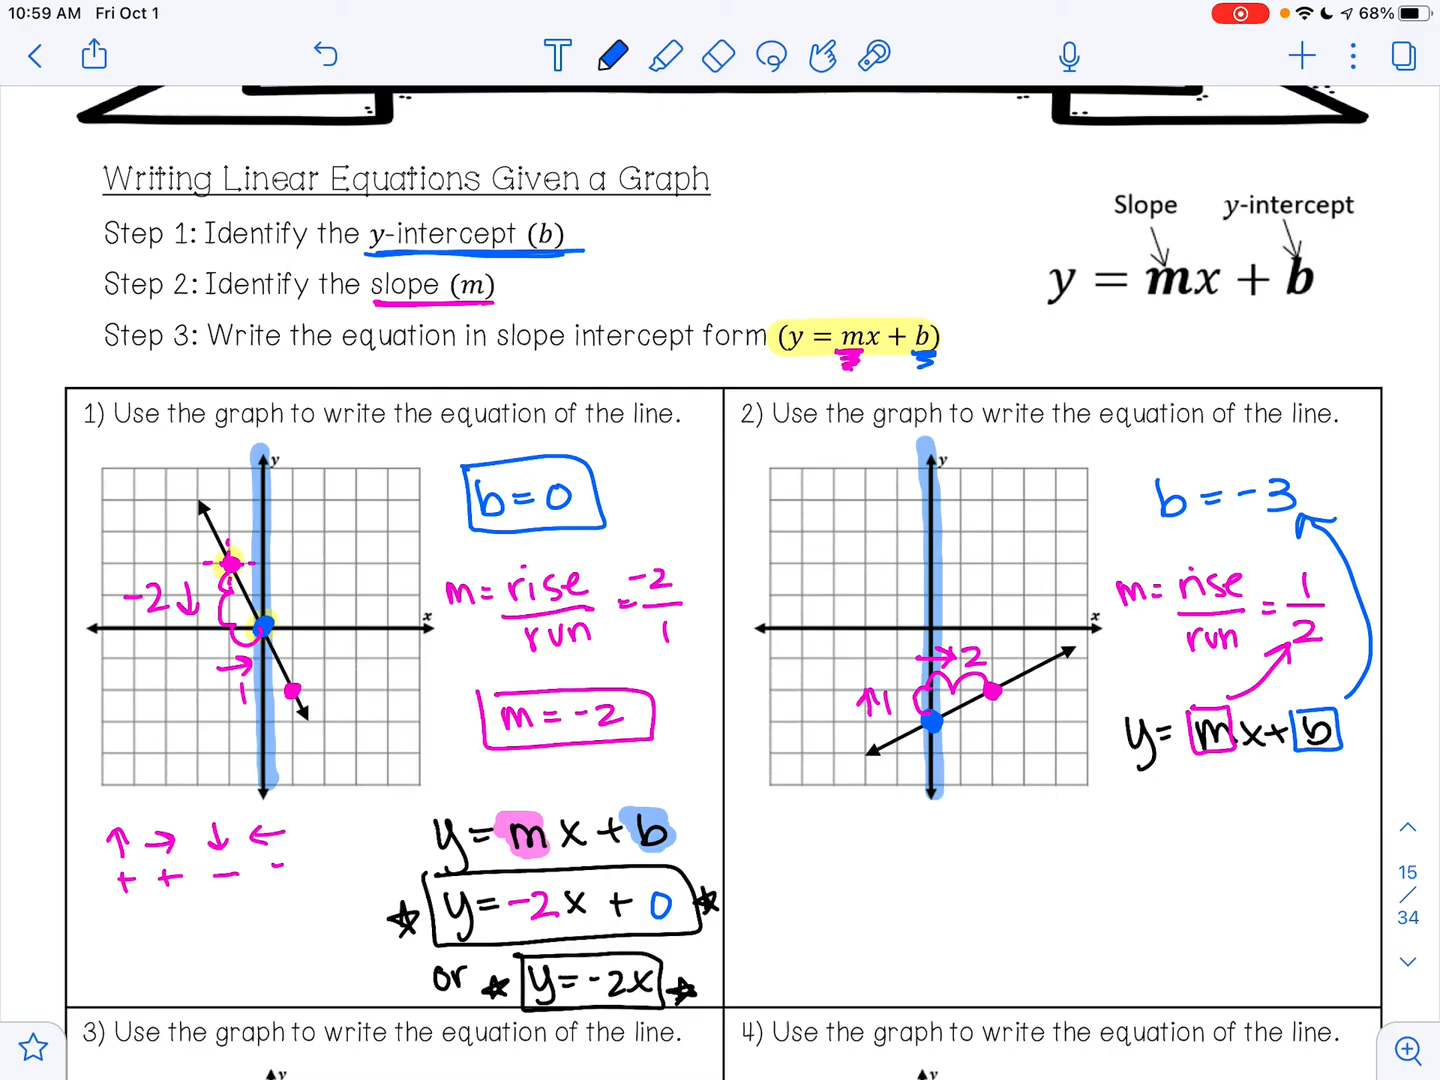 10:59 AM Fri Oct 1
68%
T
Writing Linear Equations Given a Graph
Step 1: Identify the y-intercept (b)
Step 2: Identify the slope (m)
Step 3: Write the equation in slope intercept form (y = mx + b)
Slope y-intercept
y = mx + b
1) Use the graph to write the equation of the line.
y
x
-2↓
→
1
b = 0
m = rise/run = -2/1
m = -2
↑ → ↓ ←
+ + - -
y = mx + b
y = -2x + 0
or y = -2x
2) Use the graph to write the equation of the line.
y
x
→2
↑1
b = -3
m = rise/run = 1/2
y = mx + b
15
/
34
3) Use the graph to write the equation of the line.
y
4) Use the graph to write the equation of the line.
y